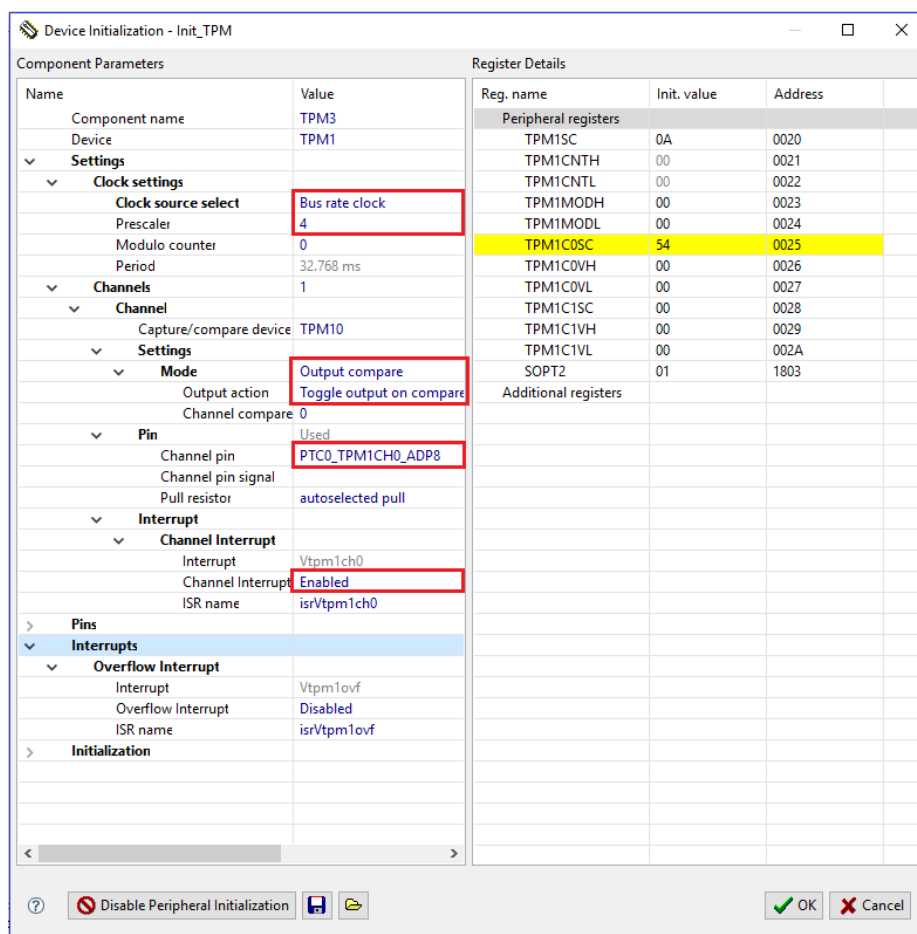 Device Initialization - Init_TPM
Component Parameters
Name Value
Component name TPM3
Device TPM1
Settings
Clock settings
Clock source select Bus rate clock
Prescaler 4
Modulo counter 0
Period 32.768 ms
Channels 1
Channel
Capture/compare device TPM10
Settings
Mode Output compare
Output action Toggle output on compare
Channel compare 0
Pin Used
Channel pin PTC0_TPM1CH0_ADP8
Channel pin signal
Pull resistor autoselected pull
Interrupt
Channel Interrupt
Interrupt Vtpm1ch0
Channel Interrupt Enabled
ISR name isrVtpm1ch0
Pins
Interrupts
Overflow Interrupt
Interrupt Vtpm1ovf
Overflow Interrupt Disabled
ISR name isrVtpm1ovf
Initialization
Register Details
Reg. name Init. value Address
Peripheral registers
TPM1SC 0A 0020
TPM1CNTH 00 0021
TPM1CNTL 00 0022
TPM1MODH 00 0023
TPM1MODL 00 0024
TPM1C0SC 54 0025
TPM1C0VH 00 0026
TPM1C0VL 00 0027
TPM1C1SC 00 0028
TPM1C1VH 00 0029
TPM1C1VL 00 002A
SOPT2 01 1803
Additional registers
Disable Peripheral Initialization
OK
Cancel